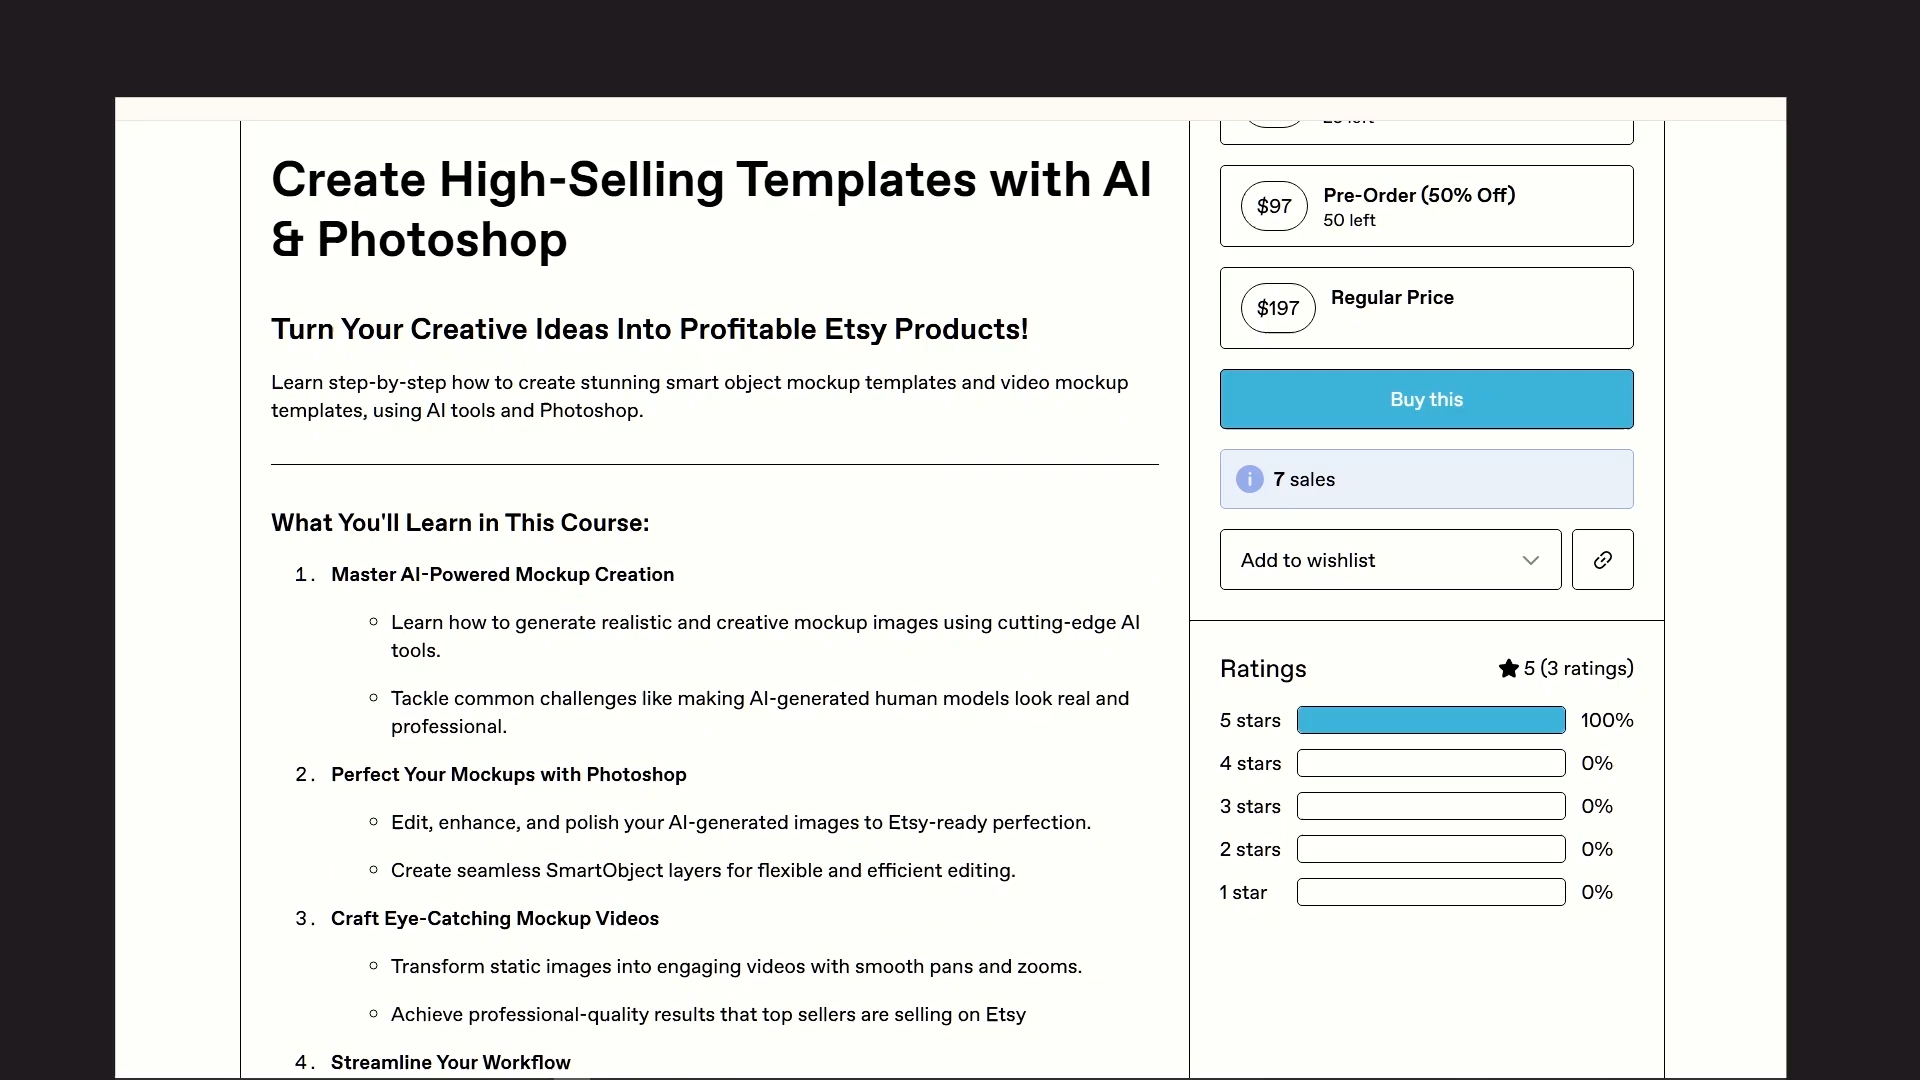 Create High-Selling Templates with AI
& Photoshop
Turn Your Creative Ideas Into Profitable Etsy Products!
Learn step-by-step how to create stunning smart object mockup templates and video mockup
templates, using AI tools and Photoshop.
What You'll Learn in This Course:
1. Master AI-Powered Mockup Creation
Learn how to generate realistic and creative mockup images using cutting-edge AI
tools.
Tackle common challenges like making AI-generated human models look real and
professional.
2. Perfect Your Mockups with Photoshop
Edit, enhance, and polish your AI-generated images to Etsy-ready perfection.
Create seamless SmartObject layers for flexible and efficient editing.
3. Craft Eye-Catching Mockup Videos
Transform static images into engaging videos with smooth pans and zooms.
Achieve professional-quality results that top sellers are selling on Etsy
4. Streamline Your Workflow
left
$97 Pre-Order (50% Off)
50 left
$197 Regular Price
Buy this
7 sales
Add to wishlist
Ratings 5 (3 ratings)
5 stars 100%
4 stars 0%
3 stars 0%
2 stars 0%
1 star 0%